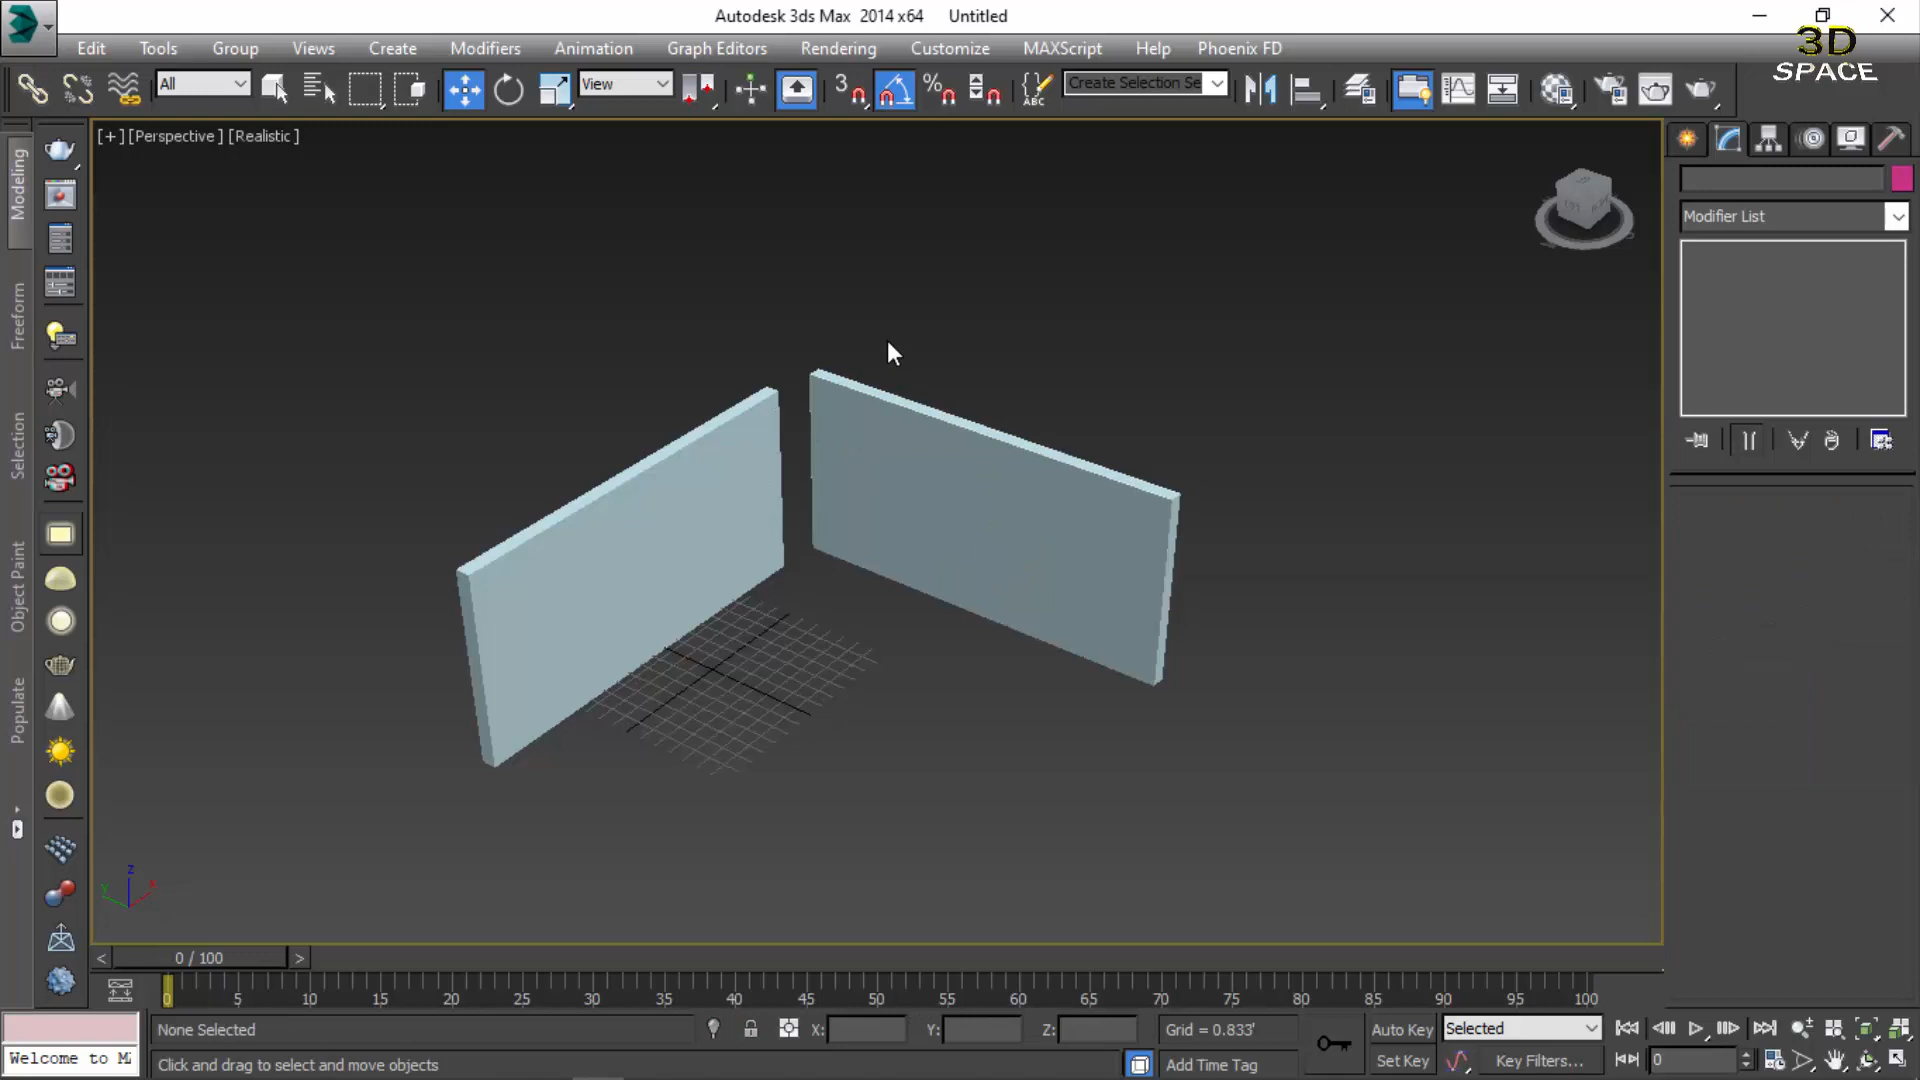 Autodesk 3ds Max 2014 x64 Untitled
Edit Tools Group Views Create Modifiers Animation Graph Editors Rendering Customize MAXScript Help Phoenix FD
3D
SPACE
All
View
3
%
ABC
Create Selection Se
[+] [Perspective ] [Realistic ]
Modeling
Freeform
Selection
Object Paint
Populate
Modifier List
Z
Y
X
< 0 / 100 >
0 5 10 15 20 25 30 35 40 45 50 55 60 65 70 75 80 85 90 95 100
None Selected
X:
Y:
Z:
Grid = 0.833'
Auto Key
Selected
Welcome to M
Click and drag to select and move objects
Add Time Tag
Set Key
Key Filters...
0